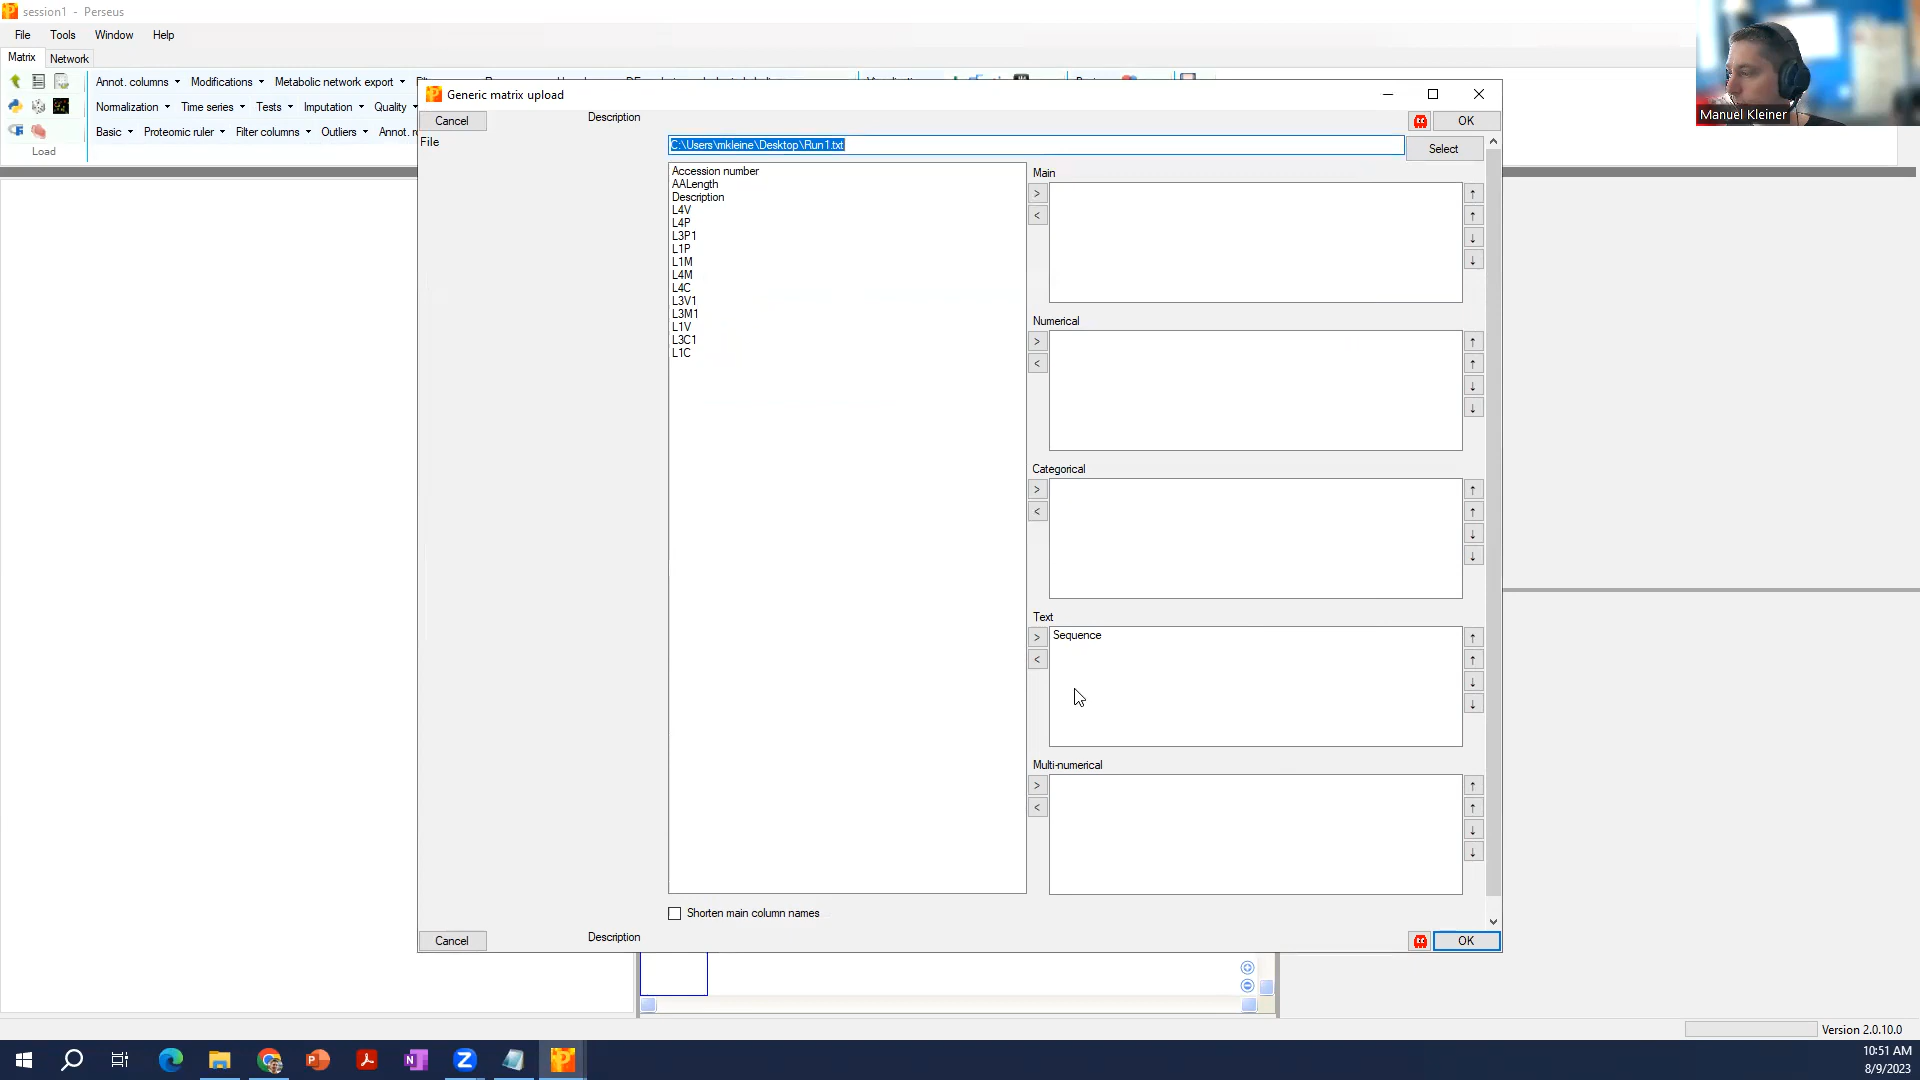 session1 - Perseus
File Tools Window Help
Matrix Network
Annot. columns Modifications Metabolic network export
Normalization Time series Tests Imputation Quality
Basic Proteomic ruler Filter columns Outliers Annot. r
Load
Manuel Kleiner
Generic matrix upload
Cancel Description OK
File C:\Users\mkleine\Desktop\Run1.txt Select
Accession number
AALength
Description
L4V
L4P
L3P1
L1P
L1M
L4M
L4C
L3V1
L3M1
L1V
L3C1
L1C
Main
>
<
↑
↑
↓
↓
Numerical
>
<
↑
↑
↓
↓
Categorical
>
<
↑
↑
↓
↓
Text
>
<
Sequence
↑
↑
↓
↓
Multi-numerical
>
<
↑
↑
↓
↓
Shorten main column names
Cancel Description OK
Version 2.0.10.0
10:51 AM
8/9/2023